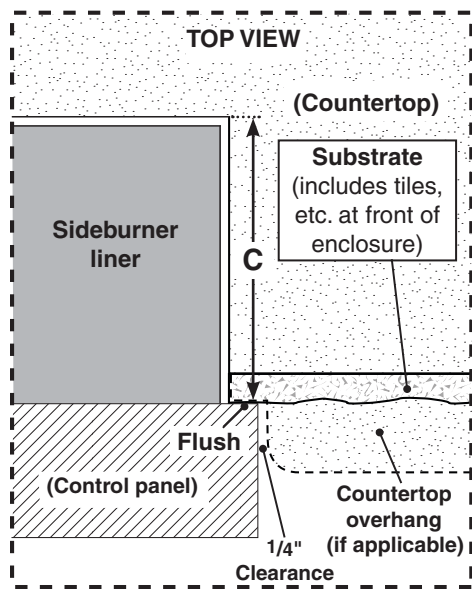 TOP VIEW
(Countertop)
Substrate
(includes tiles,
etc. at front of
enclosure)
Sideburner
liner
C
Flush
(Control panel)
Countertop
overhang
(if applicable)
1/4"
Clearance